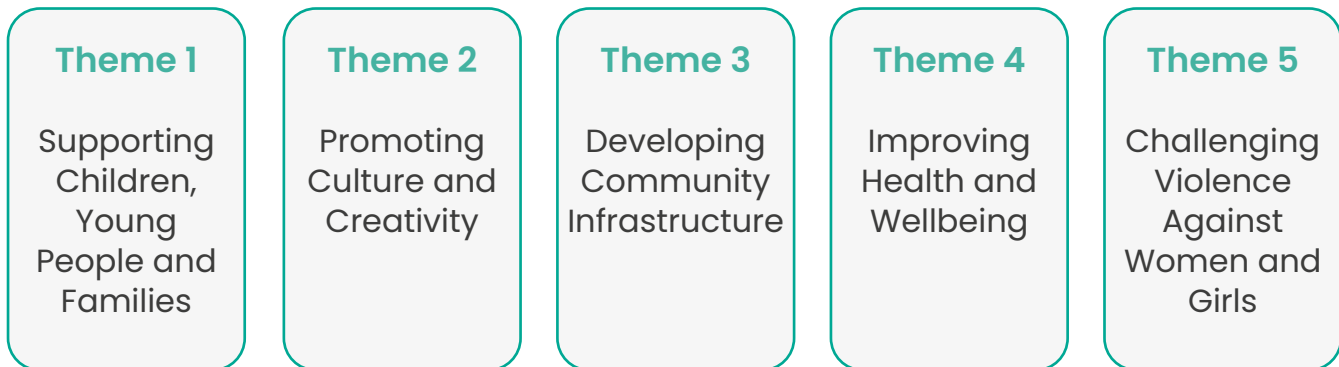 Theme 1
Supporting
Children,
Young
People and
Families
Theme 2
Promoting
Culture and
Creativity
Theme 3
Developing
Community
Infrastructure
Theme 4
Improving
Health and
Wellbeing
Theme 5
Challenging
Violence
Against
Women and
Girls